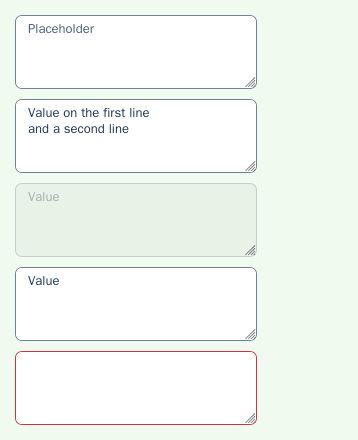 Placeholder
Value on the first line
and a second line
Value
Value